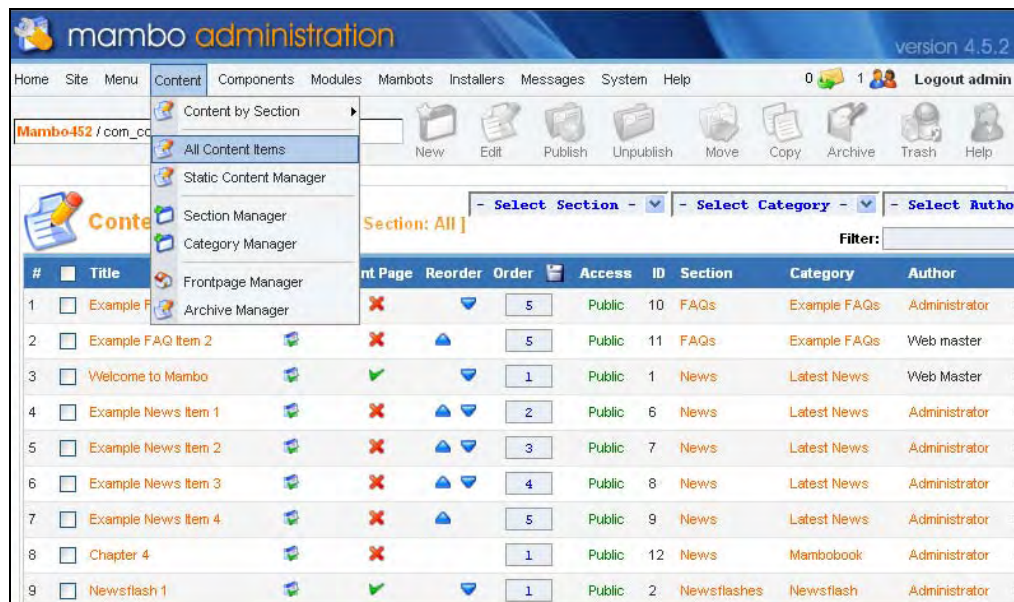 mambo administration
version 4.5.2
Home Site Menu Content Components Modules Mambots Installers Messages System Help 0 1 Logout admin
Content by Section
Mambo452 / com_co
All Content Items
New Edit Publish Unpublish Move Copy Archive Trash Help
Static Content Manager
- Select Section - - Select Category - - Select Autho
Section Manager
Conte Section: All ]
Category Manager
Filter:
# Title nt Page Reorder Order Access ID Section Category Author
Frontpage Manager
1 Example F 5 Public 10 FAQs Example FAQs Administrator
Archive Manager
2 Example FAQ Item 2 5 Public 11 FAQs Example FAQs Web master
3 Welcome to Mambo 1 Public 1 News Latest News Web Master
4 Example News Item 1 2 Public 6 News Latest News Administrator
5 Example News Item 2 3 Public 7 News Latest News Administrator
6 Example News Item 3 4 Public 8 News Latest News Administrator
7 Example News Item 4 5 Public 9 News Latest News Administrator
8 Chapter 4 1 Public 12 News Mambobook Administrator
9 Newsflash 1 1 Public 2 Newsflashes Newsflash Administrator